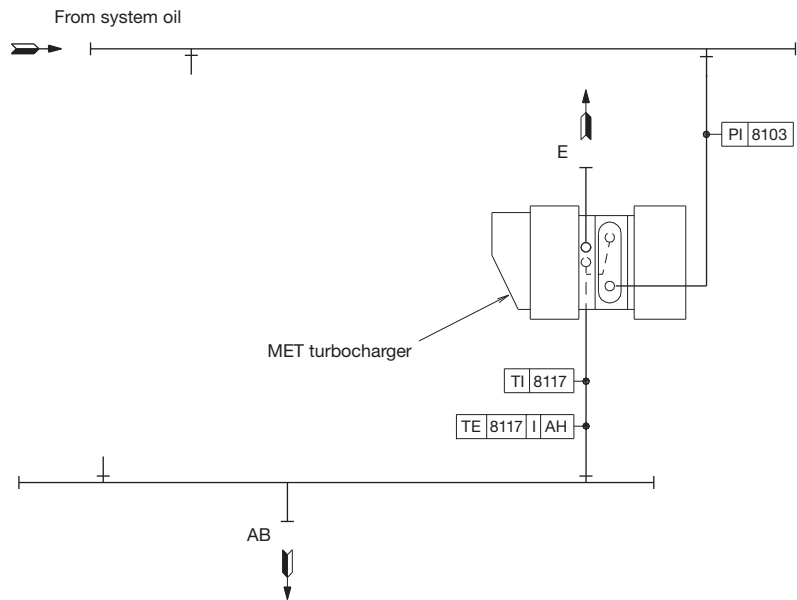 From system oil
E
PI 8103
MET turbocharger
TI 8117
TE 8117 I AH
AB